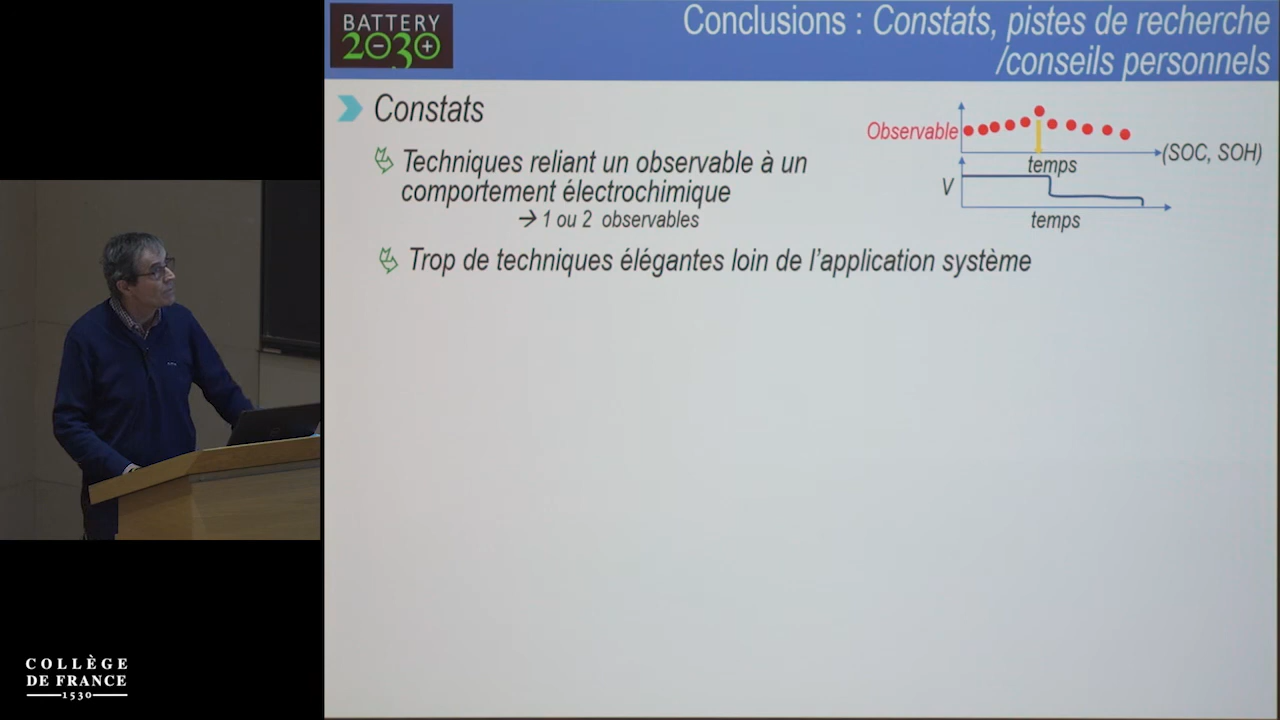 BATTERY
2030+
Conclusions : Constats, pistes de recherche
/conseils personnels
Constats
Techniques reliant un observable à un
comportement électrochimique
→ 1 ou 2 observables
Observable
temps
(SOC, SOH)
V
temps
Trop de techniques élégantes loin de l'application système
COLLÈGE
DE FRANCE
1530